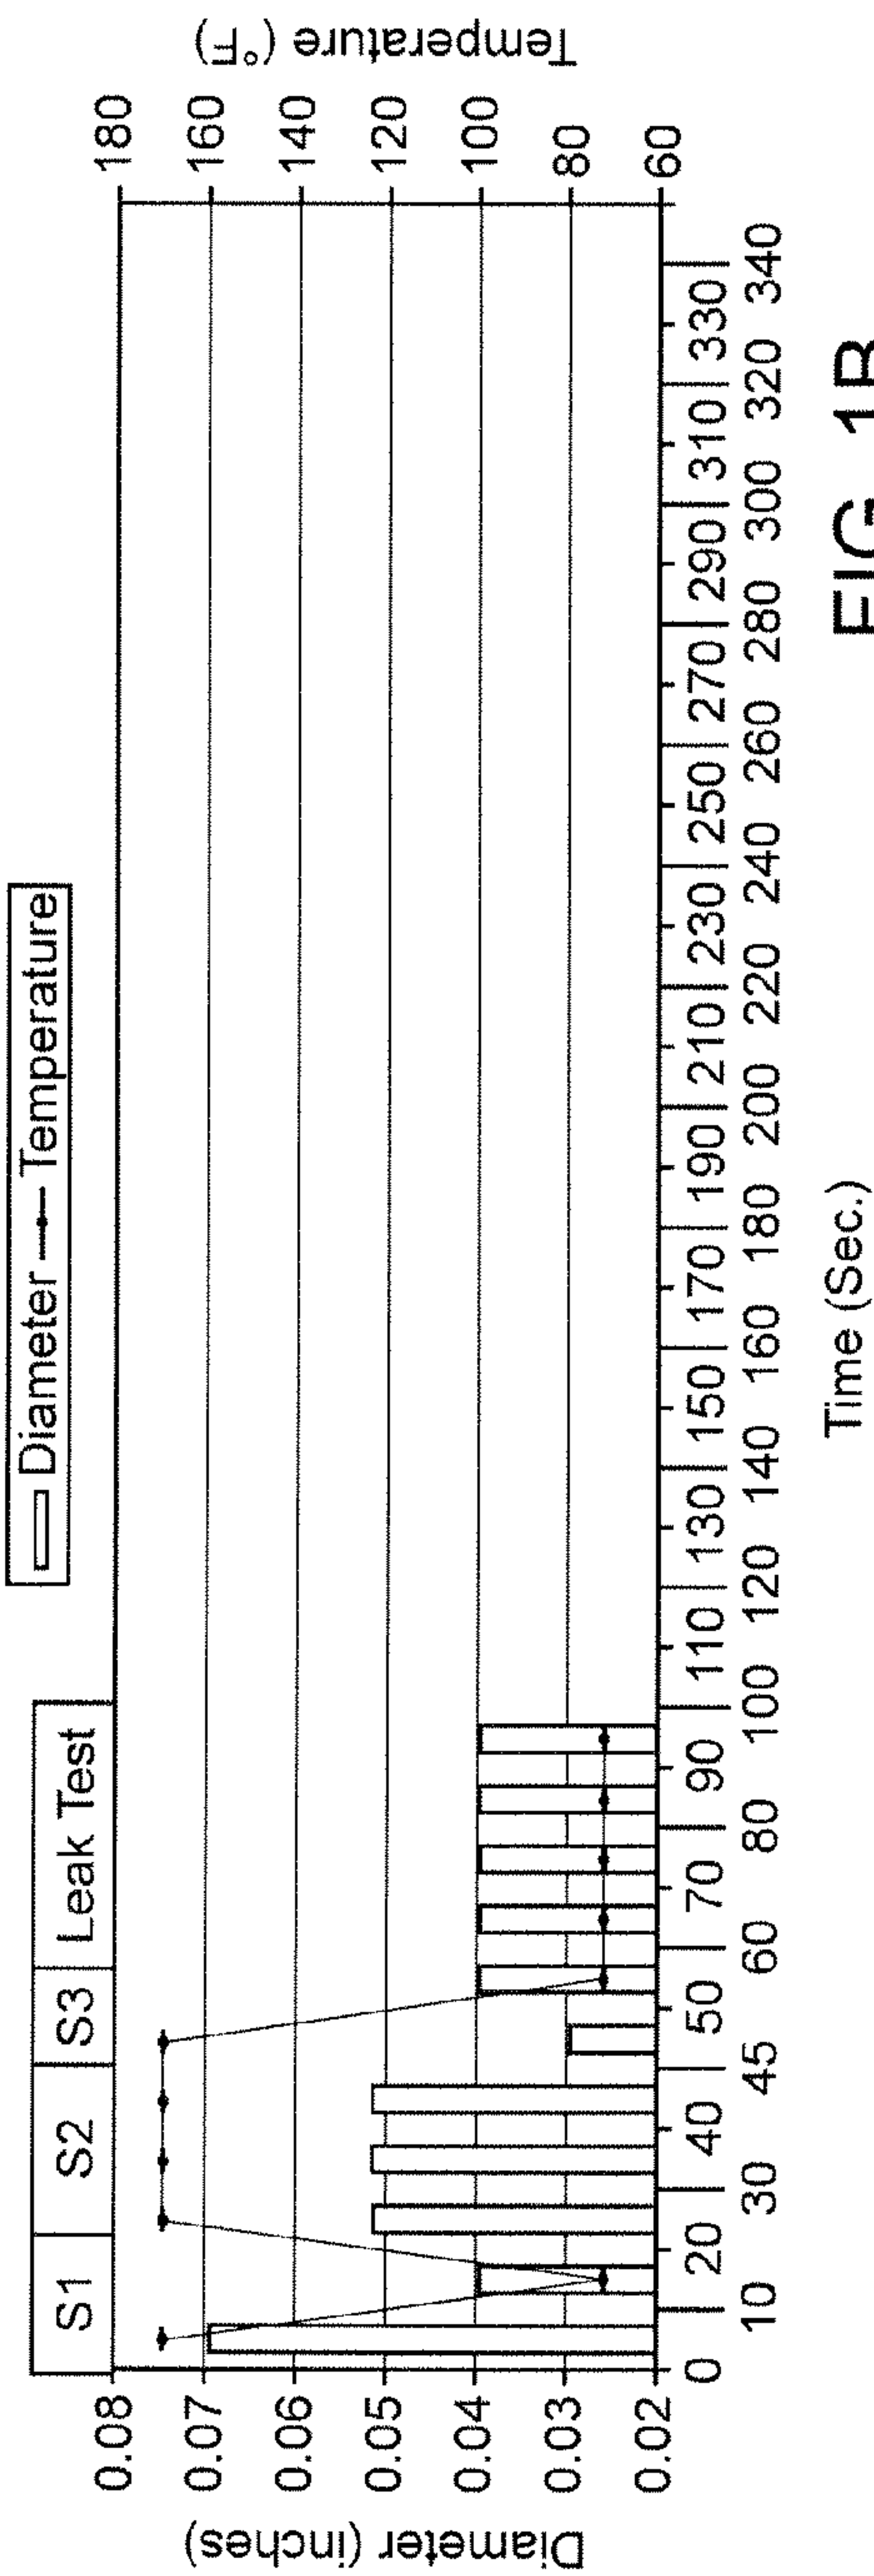 Diameter Temperature
S1 S2 S3 Leak Test
Diameter (inches)
0.08
0.07
0.06
0.05
0.04
0.03
0.02
180
160
140
120
100
80
60
Temperature (°F)
0 20 40 50 70 90 110 130 150 170 190 210 230 250 270 290 310 330
10 30 45 60 80 100 120 140 160 180 200 220 240 260 280 300 320 340
Time (Sec.)
FIG. 1B